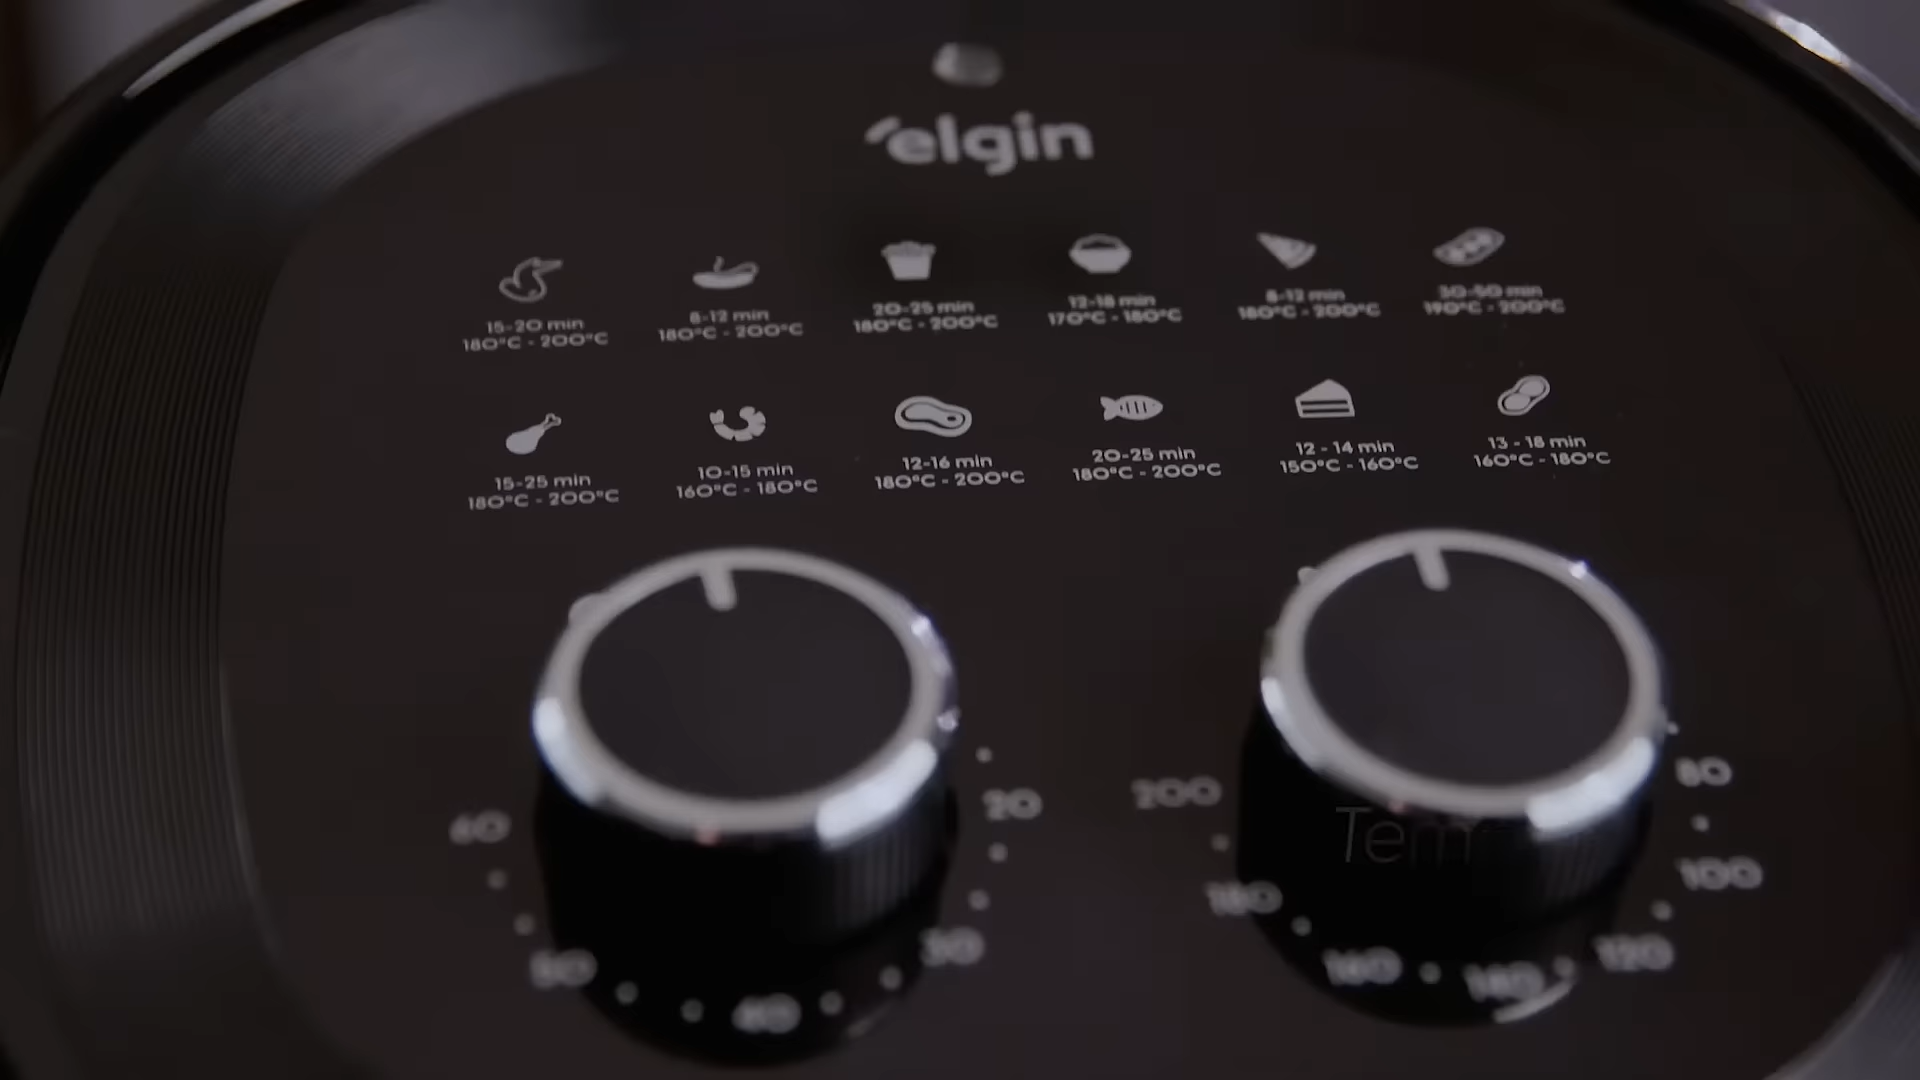 elgin
15-20 min
180°C - 200°C
8-12 min
180°C - 200°C
20-25 min
180°C - 200°C
12-18 min
170°C - 180°C
8-12 min
180°C - 200°C
30-50 min
190°C - 200°C
15-25 min
180°C - 200°C
10-15 min
160°C - 180°C
12-16 min
180°C - 200°C
20-25 min
180°C - 200°C
12 - 14 min
150°C - 160°C
13 - 18 min
160°C - 180°C
60
50
40
30
20
200
180
160
140
120
100
80